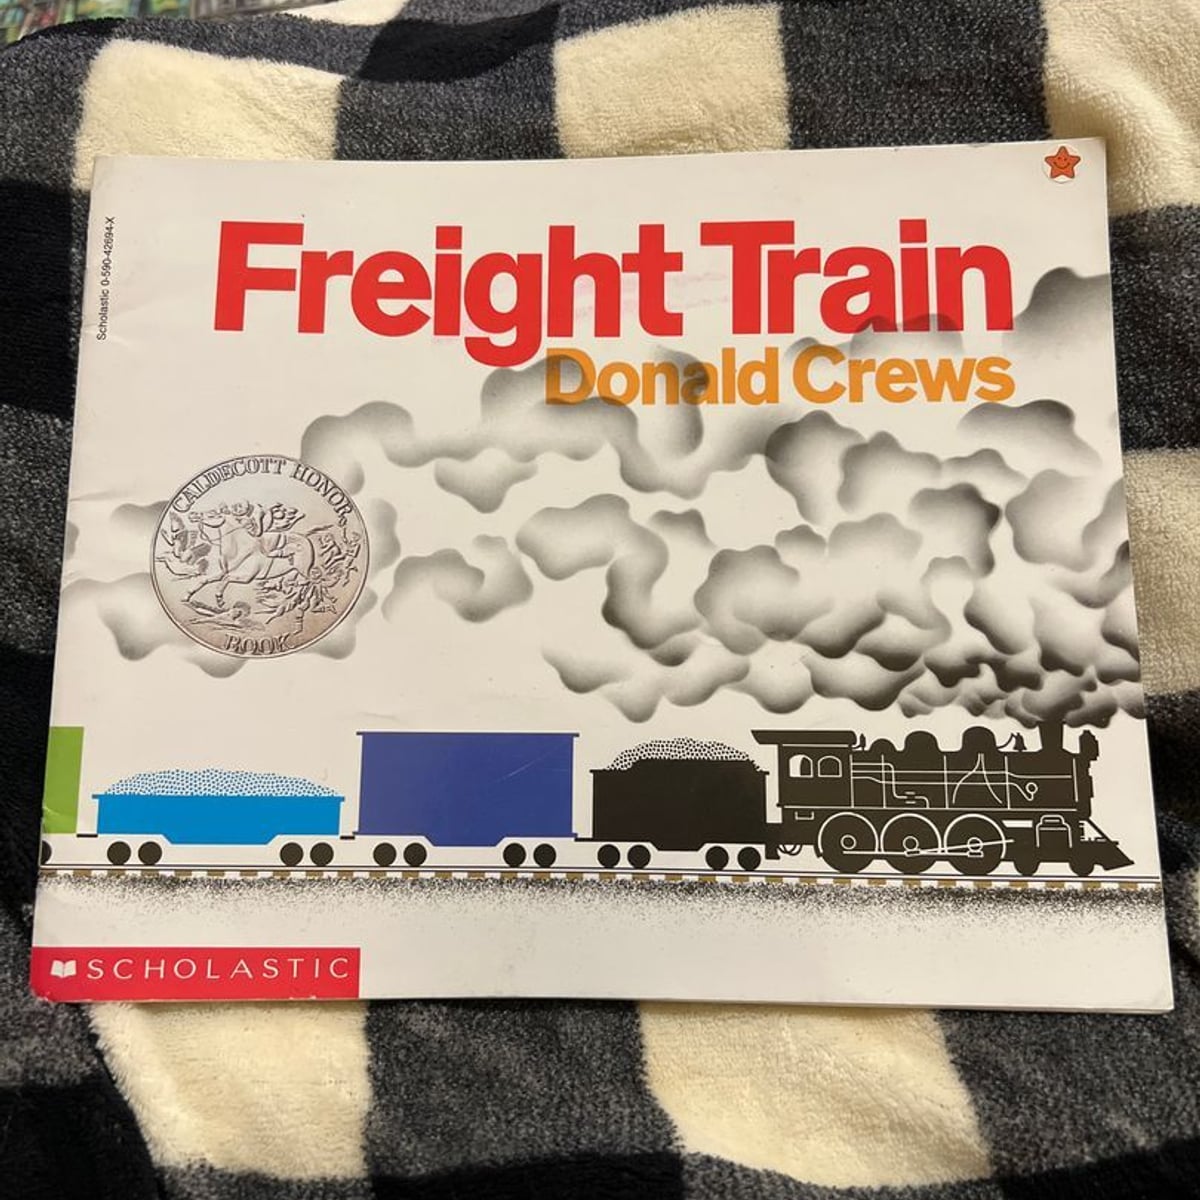 Scholastic 0-590-42694-X
Freight Train
Donald Crews
CALDECOTT HONOR
BOOK
SCHOLASTIC